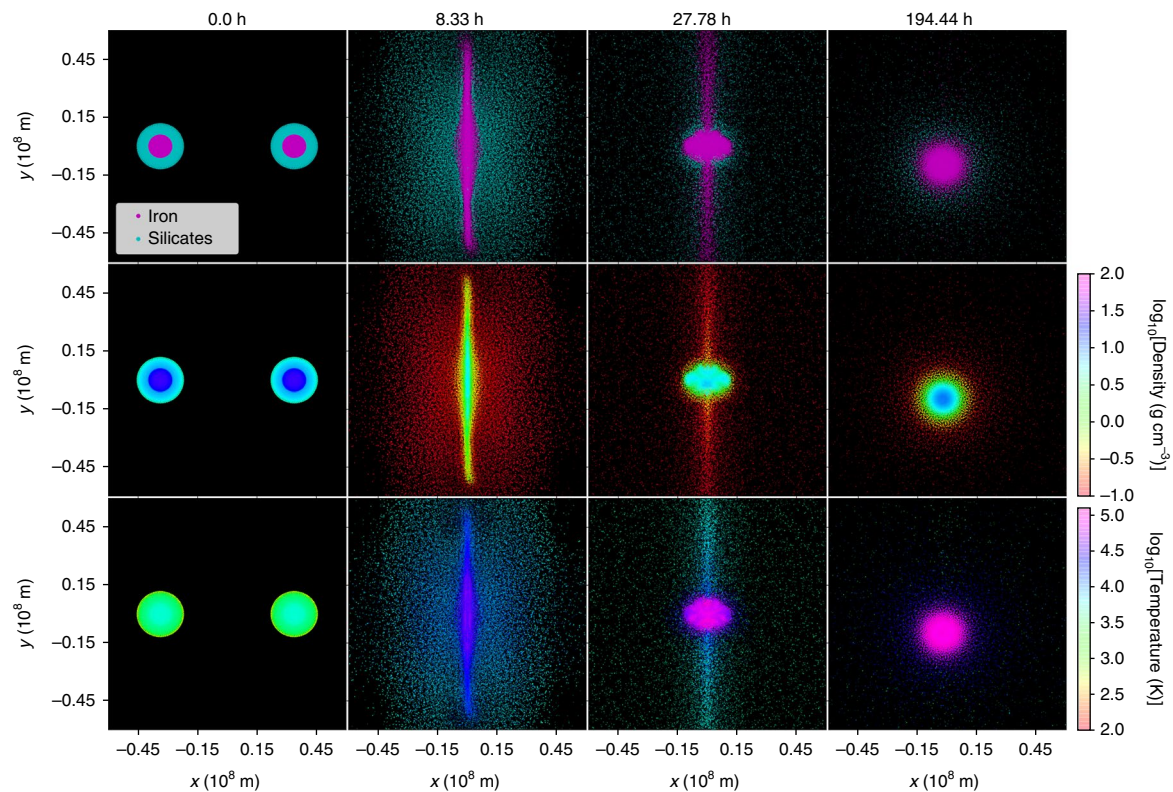 0.0 h 8.33 h 27.78 h 194.44 h
0.45
0.15
−0.15
−0.45
y (10⁸ m)
Iron
Silicates
0.45
0.15
−0.15
−0.45
y (10⁸ m)
2.0
1.5
1.0
0.5
0.0
−0.5
−1.0
log₁₀[Density (g cm⁻³)]
0.45
0.15
−0.15
−0.45
y (10⁸ m)
5.0
4.5
4.0
3.5
3.0
2.5
2.0
log₁₀[Temperature (K)]
−0.45 −0.15 0.15 0.45 −0.45 −0.15 0.15 0.45 −0.45 −0.15 0.15 0.45 −0.45 −0.15 0.15 0.45
x (10⁸ m) x (10⁸ m) x (10⁸ m) x (10⁸ m)